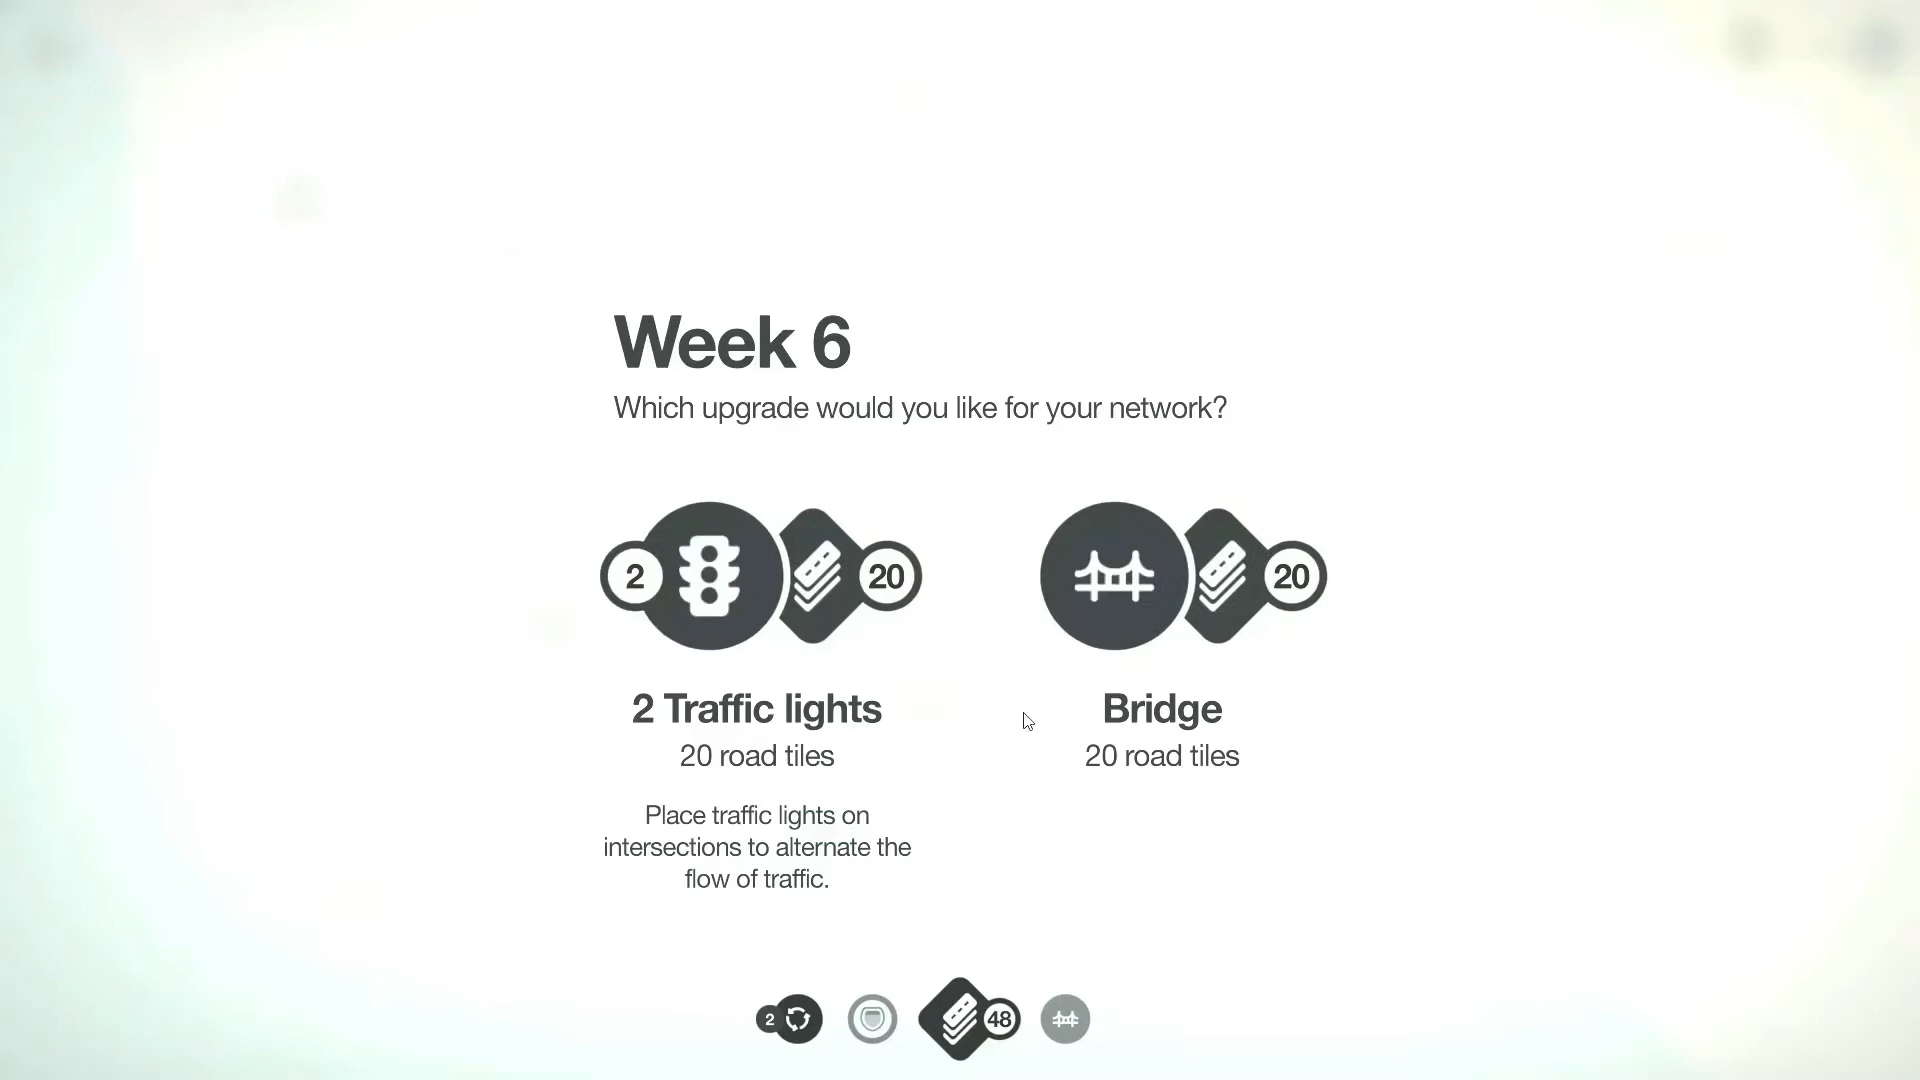 Week 6
Which upgrade would you like for your network?
2
20
20
2 Traffic lights
Bridge
20 road tiles
20 road tiles
Place traffic lights on
intersections to alternate the
flow of traffic.
2
48